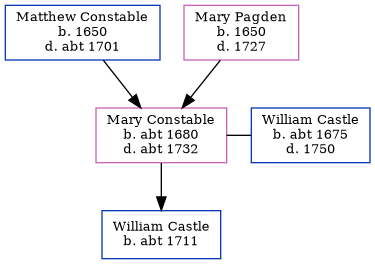 Matthew Constable
b. 1650
d. abt 1701
Mary Pagden
b. 1650
d. 1727
Mary Constable
b. abt 1680
d. abt 1732
William Castle
b. abt 1675
d. 1750
William Castle
b. abt 1711